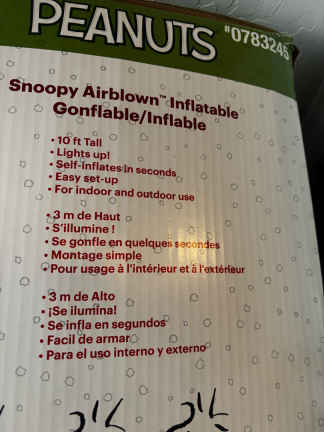 PEANUTS
#0783245
Snoopy Airblown™ Inflatable
Gonflable/Inflable
• 10 ft Tall
• Lights up!
• Self-inflates in seconds
• Easy set-up
• For indoor and outdoor use
• 3 m de Haut
• S'illumine !
• Se gonfle en quelques secondes
• Montage simple
• Pour usage à l'intérieur et à l'extérieur
• 3 m de Alto
• ¡Se ilumina!
• Se infla en segundos
• Facil de armar
• Para el uso interno y externo